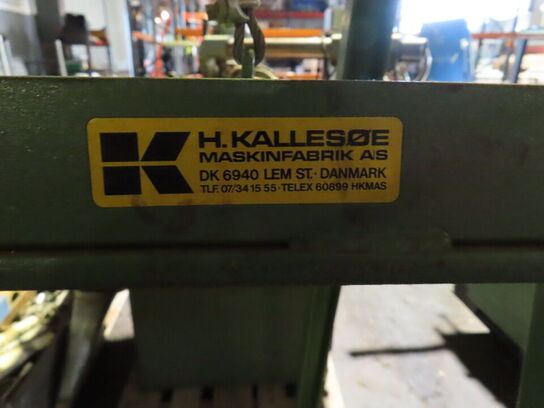 H. KALLESØE
MASKINFABRIK A/S
DK 6940 LEM ST. · DANMARK
TLF. 07/34 15 55 · TELEX 60899 HKMAS